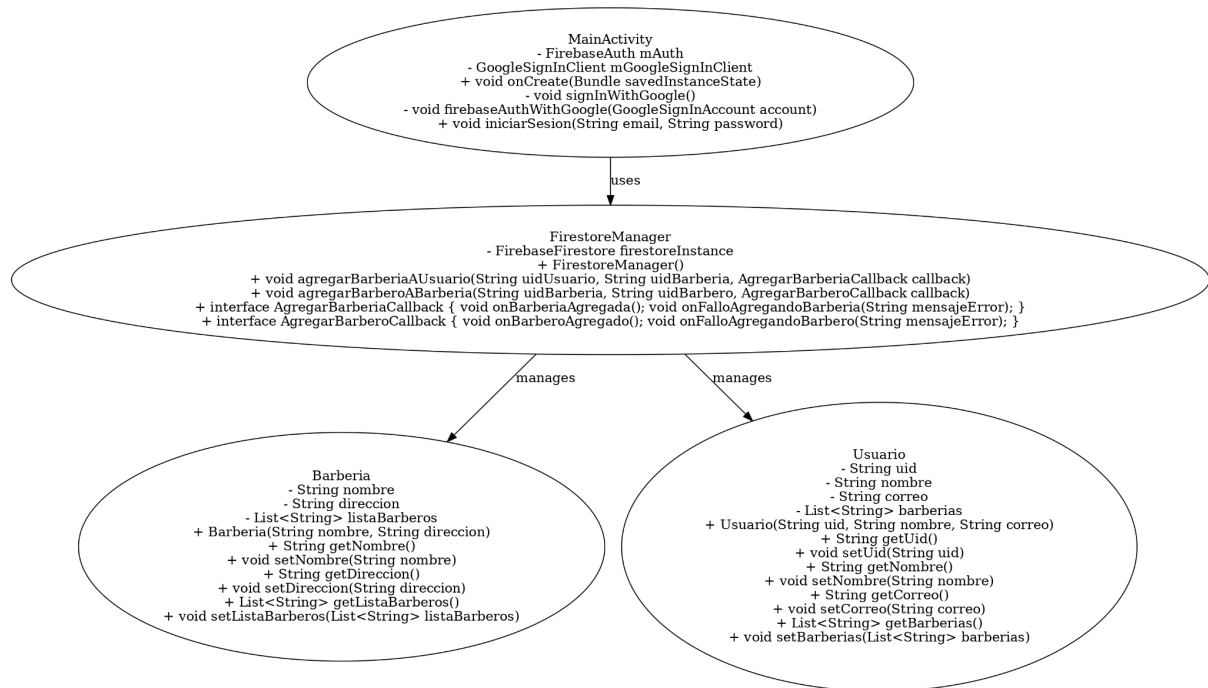 MainActivity
- FirebaseAuth mAuth
- GoogleSignInClient mGoogleSignInClient
+ void onCreate(Bundle savedInstanceState)
- void signInWithGoogle()
- void firebaseAuthWithGoogle(GoogleSignInAccount account)
+ void iniciarSesion(String email, String password)
uses
FirestoreManager
- FirebaseFirestore firestoreInstance
+ FirestoreManager()
+ void agregarBarberiaAUsuario(String uidUsuario, String uidBarberia, AgregarBarberiaCallback callback)
+ void agregarBarberoABarberia(String uidBarberia, String uidBarbero, AgregarBarberoCallback callback)
+ interface AgregarBarberiaCallback { void onBarberiaAgregada(); void onFalloAgregandoBarberia(String mensajeError); }
+ interface AgregarBarberoCallback { void onBarberoAgregado(); void onFalloAgregandoBarbero(String mensajeError); }
manages
manages
Barberia
- String nombre
- String direccion
- List<String> listaBarberos
+ Barberia(String nombre, String direccion)
+ String getNombre()
+ void setNombre(String nombre)
+ String getDireccion()
+ void setDireccion(String direccion)
+ List<String> getListaBarberos()
+ void setListaBarberos(List<String> listaBarberos)
Usuario
- String uid
- String nombre
- String correo
- List<String> barberias
+ Usuario(String uid, String nombre, String correo)
+ String getUid()
+ void setUid(String uid)
+ String getNombre()
+ void setNombre(String nombre)
+ String getCorreo()
+ void setCorreo(String correo)
+ List<String> getBarberias()
+ void setBarberias(List<String> barberias)